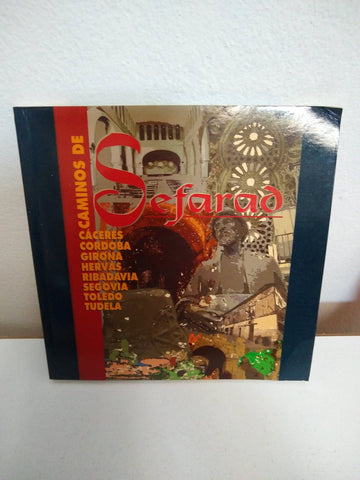 CAMINOS DE
Sefarad
CÁCERES
CÓRDOBA
GIRONA
HERVÁS
RIBADAVIA
SEGOVIA
TOLEDO
TUDELA